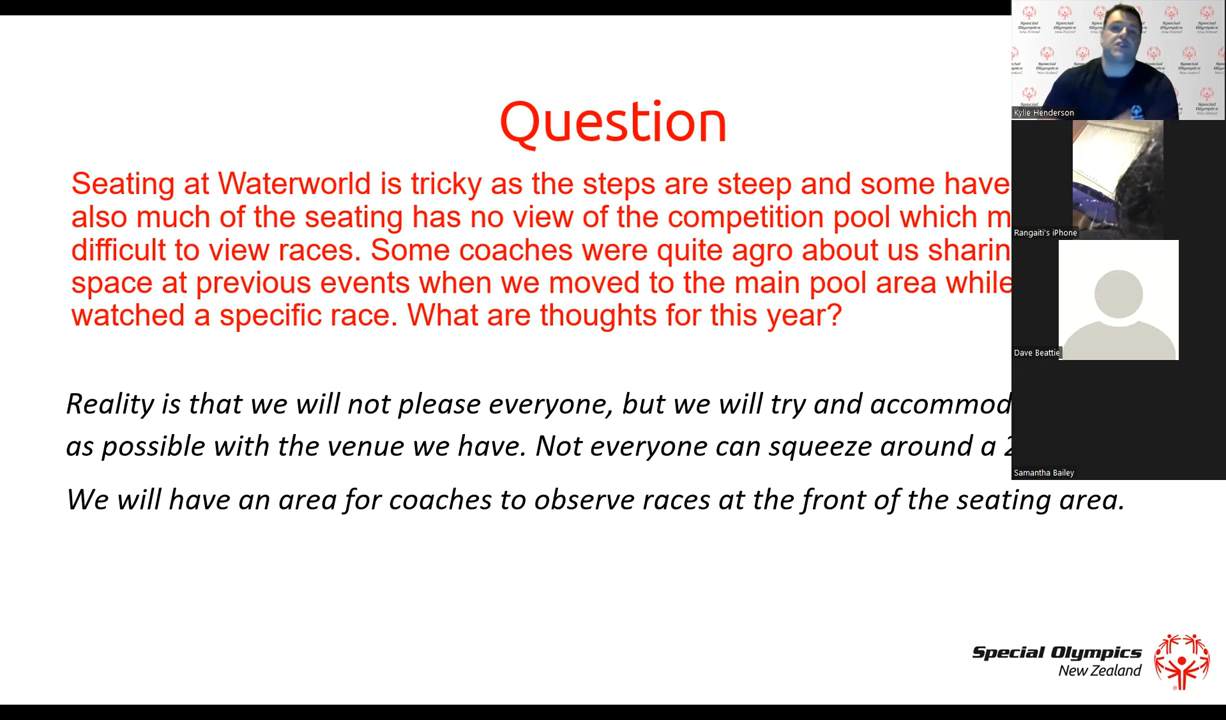 Question
Seating at Waterworld is tricky as the steps are steep and some have
also much of the seating has no view of the competition pool which m
difficult to view races. Some coaches were quite agro about us sharin
space at previous events when we moved to the main pool area while
watched a specific race. What are thoughts for this year?
Reality is that we will not please everyone, but we will try and accommod
as possible with the venue we have. Not everyone can squeeze around a 2
We will have an area for coaches to observe races at the front of the seating area.
Kylie Henderson
Rangaiti's iPhone
Dave Beattie
Samantha Bailey
Special Olympics
New Zealand